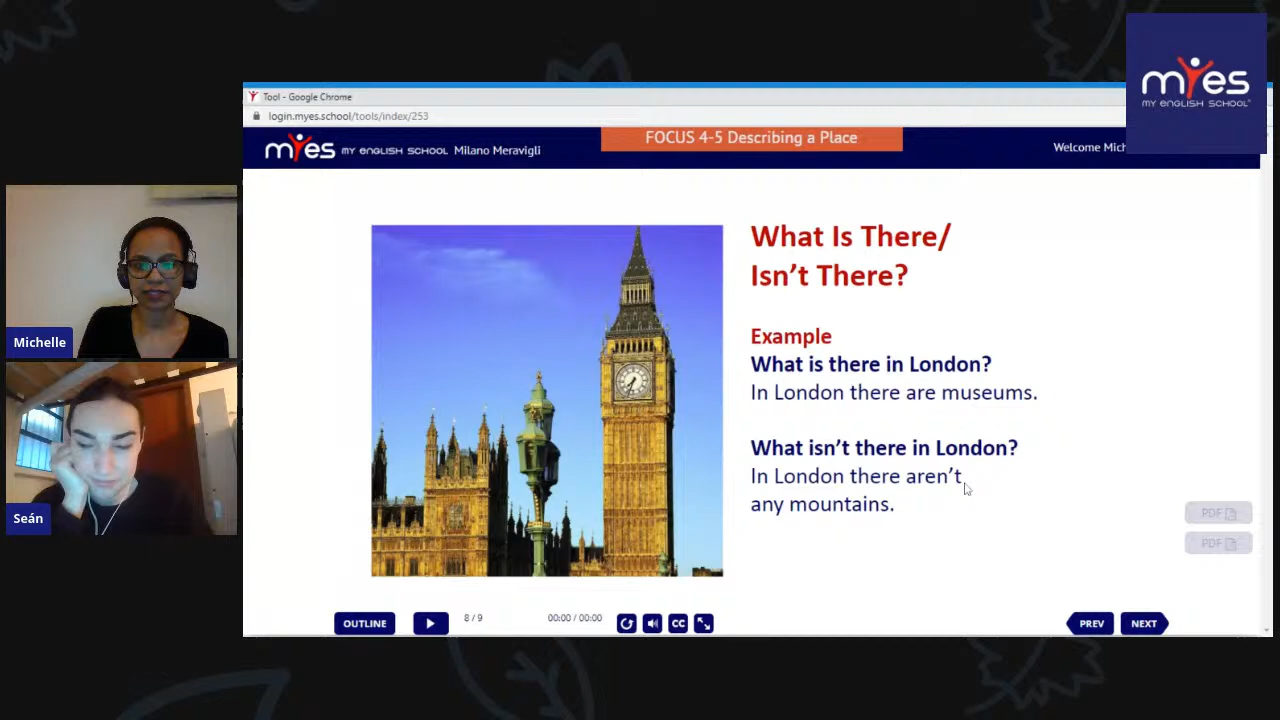 Tool - Google Chrome
login.myes.school/tools/index/253
myes MY ENGLISH SCHOOL Milano Meravigli
FOCUS 4-5 Describing a Place
Welcome Mich
myes
MY ENGLISH SCHOOL
Michelle
Seán
What Is There/
Isn't There?
Example
What is there in London?
In London there are museums.
What isn't there in London?
In London there aren't
any mountains.
PDF
PDF
OUTLINE
8 / 9
00:00 / 00:00
CC
PREV
NEXT